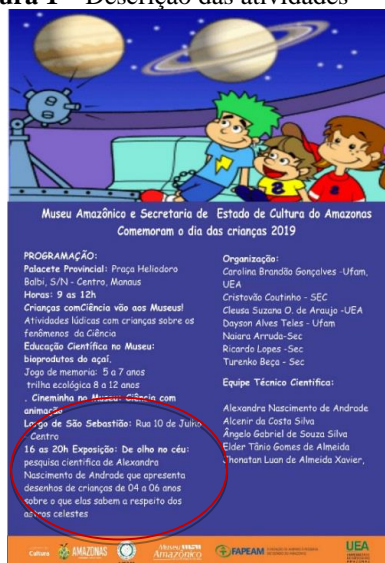 Descrição das atividades
Museu Amazônico e Secretaria de Estado de Cultura do Amazonas
Comemoram o dia das crianças 2019
PROGRAMAÇÃO:
Palacete Provincial: Praça Heliodoro
Balbi, S/N - Centro, Manaus
Horas: 9 as 12h
Crianças comCiência vão aos Museus!
Atividades lúdicas com crianças sobre os
fenômenos da Ciência
Educação Científica no Museu:
bioprodutos do açaí,
Jogo de memoria: 5 a 7 anos
trilha ecológica 8 a 12 anos
. Cineminha no Museu: Ciência com
animação
Largo de São Sebastião: Rua 10 de Julho
- Centro
16 as 20h Exposição: De olho no céu:
pesquisa cientifica de Alexandra
Nascimento de Andrade que apresenta
desenhos de crianças de 04 a 06 anos
sobre o que elas sabem a respeito dos
astros celestes
Organização:
Carolina Brandão Gonçalves -Ufam,
UEA
Cristovão Coutinho - SEC
Cleusa Suzana O. de Araujo -UEA
Dayson Alves Teles - Ufam
Naiara Arruda-Sec
Ricardo Lopes -Sec
Turenko Beça - Sec
Equipe Técnico Cientifica:
Alexandra Nascimento de Andrade
Alcenir da Costa Silva
Ângelo Gabriel de Souza Silva
Elder Tânio Gomes de Almeida
Jhonatan Luan de Almeida Xavier,
Cultura AMAZONAS Museu Amazônico FAPEAM UEA